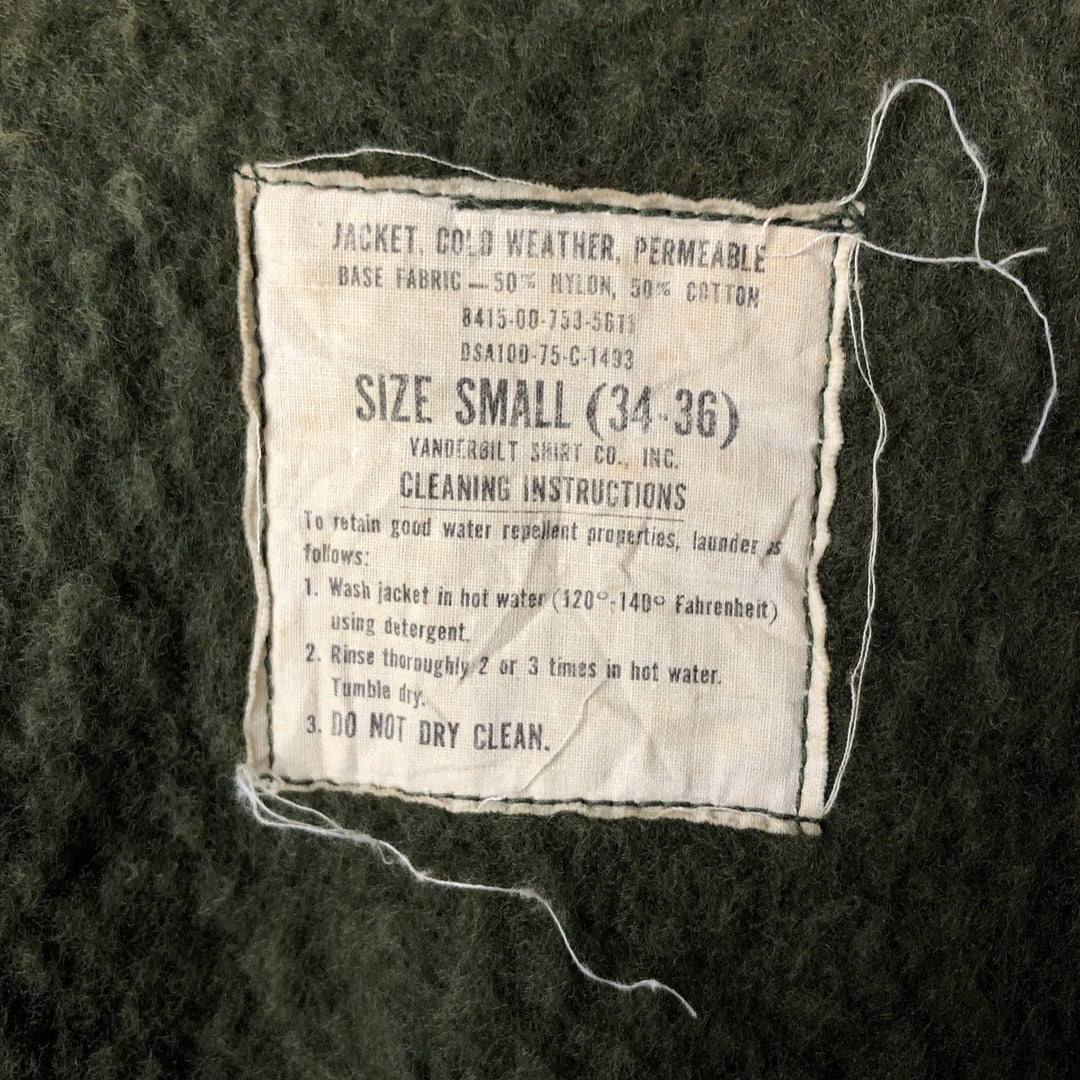 JACKET, COLD WEATHER, PERMEABLE
BASE FABRIC — 50% NYLON, 50% COTTON
8415-00-753-5611
DSA100-75-C-1493
SIZE SMALL (34-36)
VANDERBILT SHIRT CO., INC.
CLEANING INSTRUCTIONS
To retain good water repellent properties, launder as
follows:
1. Wash jacket in hot water (120°-140° Fahrenheit)
using detergent.
2. Rinse thoroughly 2 or 3 times in hot water.
Tumble dry.
3. DO NOT DRY CLEAN.